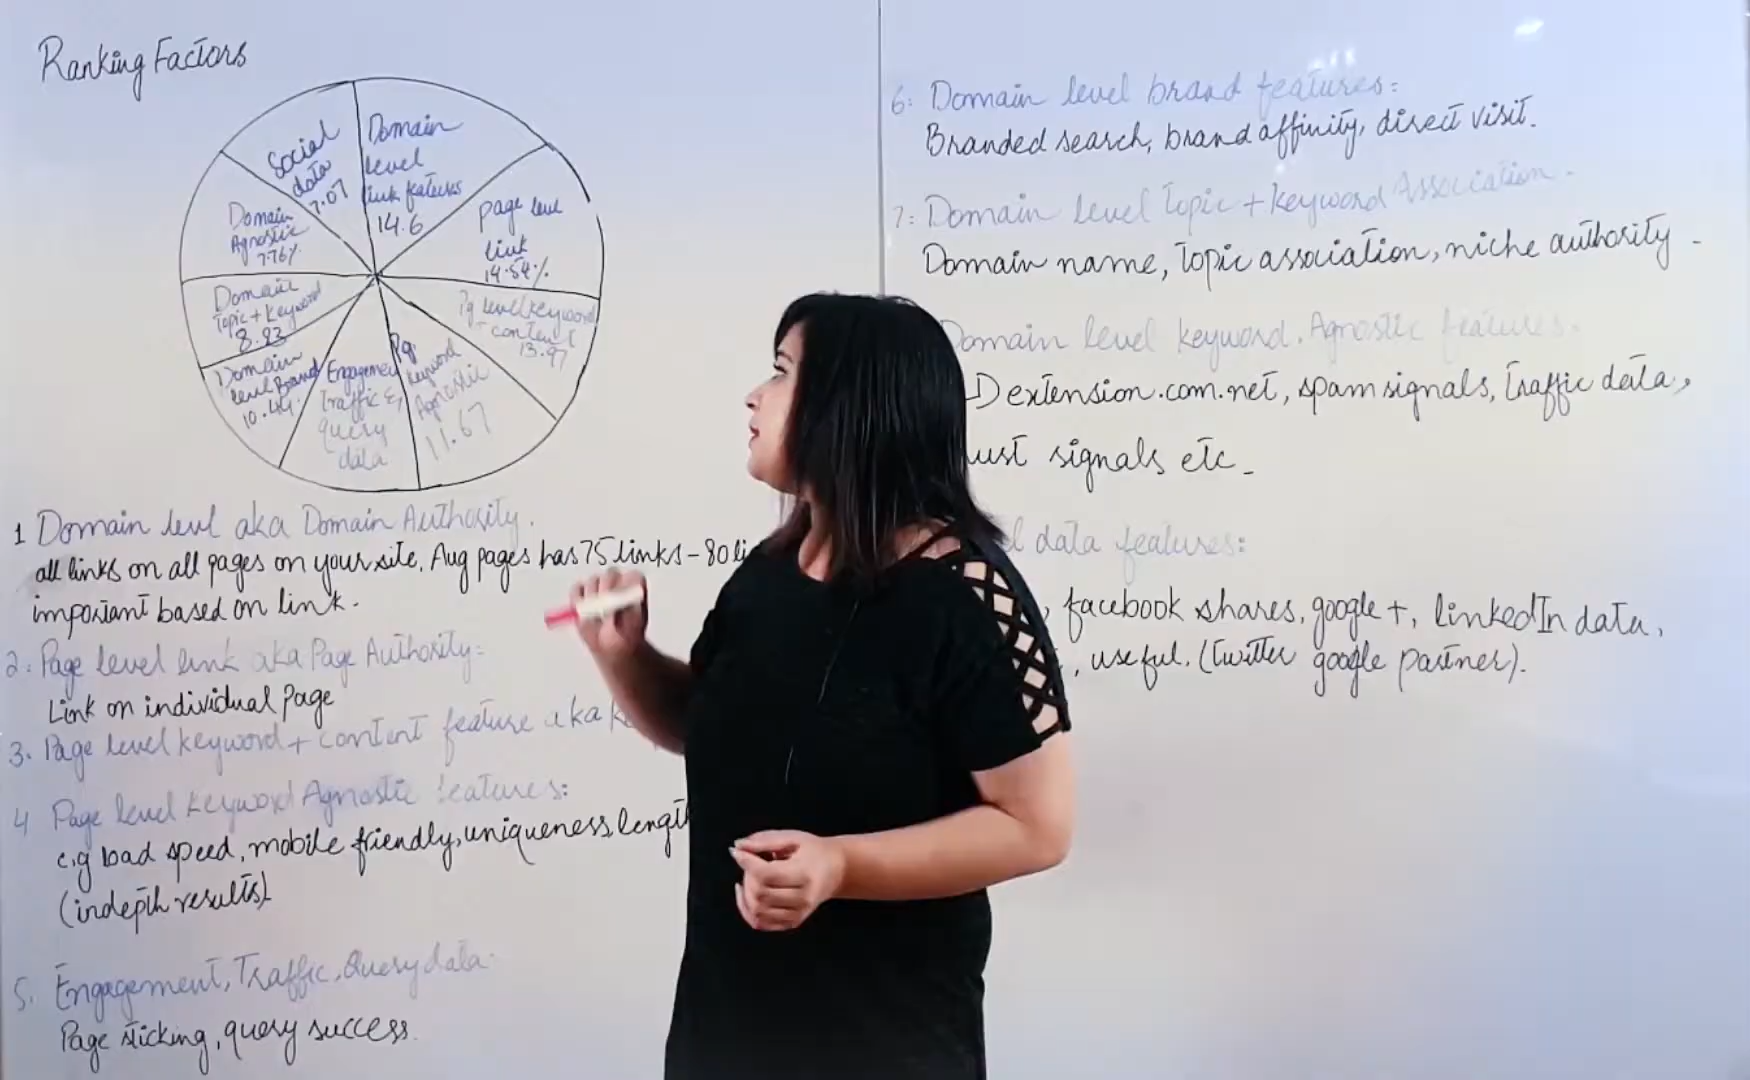 Ranking Factors
Social
data
7.07
Domain
level
link features
14.6
page level
link
14.54%
Pg level keyword
+ content
13.97
Pg.
keyword
Agnostic
11.67
Engagement
traffic &
query
data
Domain
level Brand
10.44.
Domain
Topic + Keyword
8.83
Domain
Agnostic
7.76%
1 Domain level aka Domain Authority.
all links on all pages on your site, Aug pages has 75 links - 80 li
important based on link.
2. Page level link aka Page Authority:
Link on individual Page
3. Page level keyword + content feature aka
4 Page level Keyword Agnostic features:
e.g load speed, mobile friendly, uniqueness, lengt
(indepth results)
5. Engagement, Traffic, Query data.
Page sticking, query success.
6: Domain level brand features:
Branded search, brand affinity, direct visit.
7: Domain level topic + keyword Association.
Domain name, topic association, niche authority.
Domain level keyword. Agnostic features.
D extension.com.net, spam signals, traffic data,
ust signals etc.
l data features:
, facebook shares, google +, linkedIn data,
, useful. (twitter google partner).